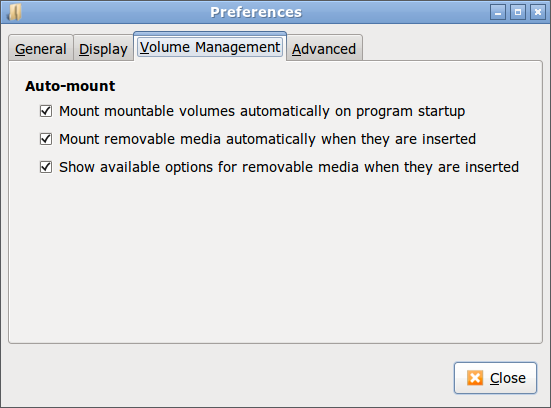 Preferences
General Display Volume Management Advanced
Auto-mount
Mount mountable volumes automatically on program startup
Mount removable media automatically when they are inserted
Show available options for removable media when they are inserted
Close